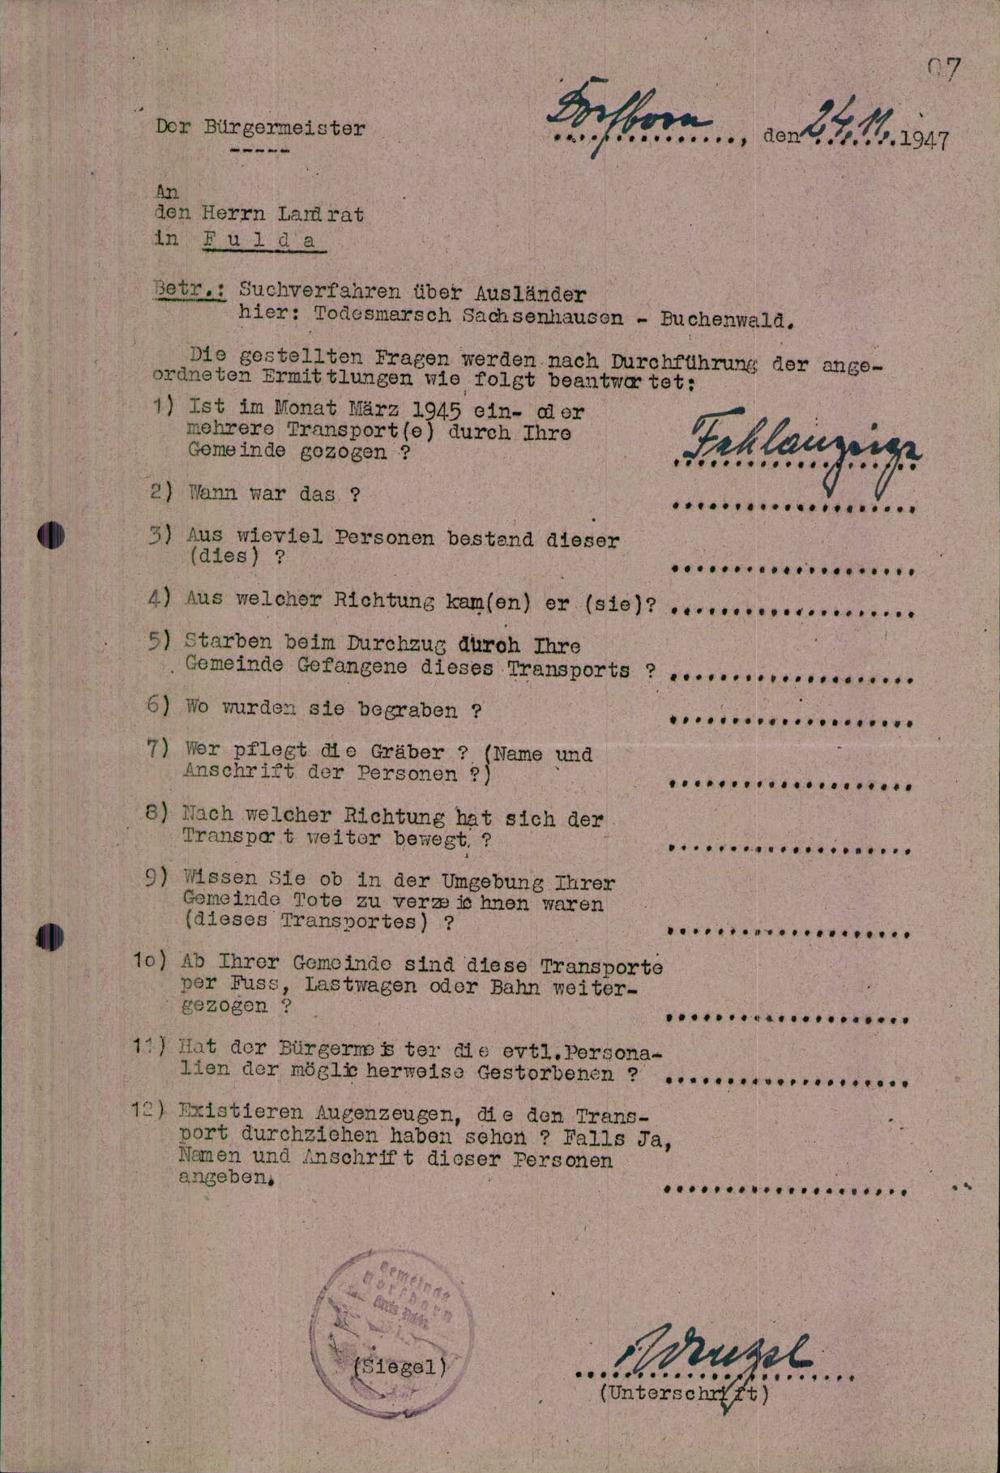 07
Dorfborn, den 24.11.1947
Der Bürgermeister
-----
An
den Herrn Landrat
in F u l d a
Betr.: Suchverfahren über Ausländer
hier: Todesmarsch Sachsenhausen - Buchenwald.
Die gestellten Fragen werden nach Durchführung der ange-
ordneten Ermittlungen wie folgt beantwortet:
1) Ist im Monat März 1945 ein- oder
mehrere Transport(e) durch Ihre
Gemeinde gezogen ? Fehlanzeige
2) Wann war das ? ....................
3) Aus wieviel Personen bestand dieser
(dies) ? ....................
4) Aus welcher Richtung kam(en) er (sie)? ....................
5) Starben beim Durchzug durch Ihre
Gemeinde Gefangene dieses Transports ? ....................
6) Wo wurden sie begraben ? ....................
7) Wer pflegt die Gräber ? (Name und
Anschrift der Personen ?) ....................
8) Nach welcher Richtung hat sich der
Transport weiter bewegt ? ....................
9) Wissen Sie ob in der Umgebung Ihrer
Gemeinde Tote zu verzeichnen waren
(dieses Transportes) ? ....................
1o) Ab Ihrer Gemeinde sind diese Transporte
per Fuss, Lastwagen oder Bahn weiter-
gezogen ? ....................
11) Hat der Bürgermeister die evtl.Persona-
lien der möglicherweise Gestorbenen ? ....................
12) Existieren Augenzeugen, die den Trans-
port durchziehen haben sehen ? Falls Ja,
Namen und Anschrift dieser Personen
angeben. ....................
Gemeinde
Dorfborn
Kreis Fulda
(Siegel)
Wenzel
(Unterschrift)